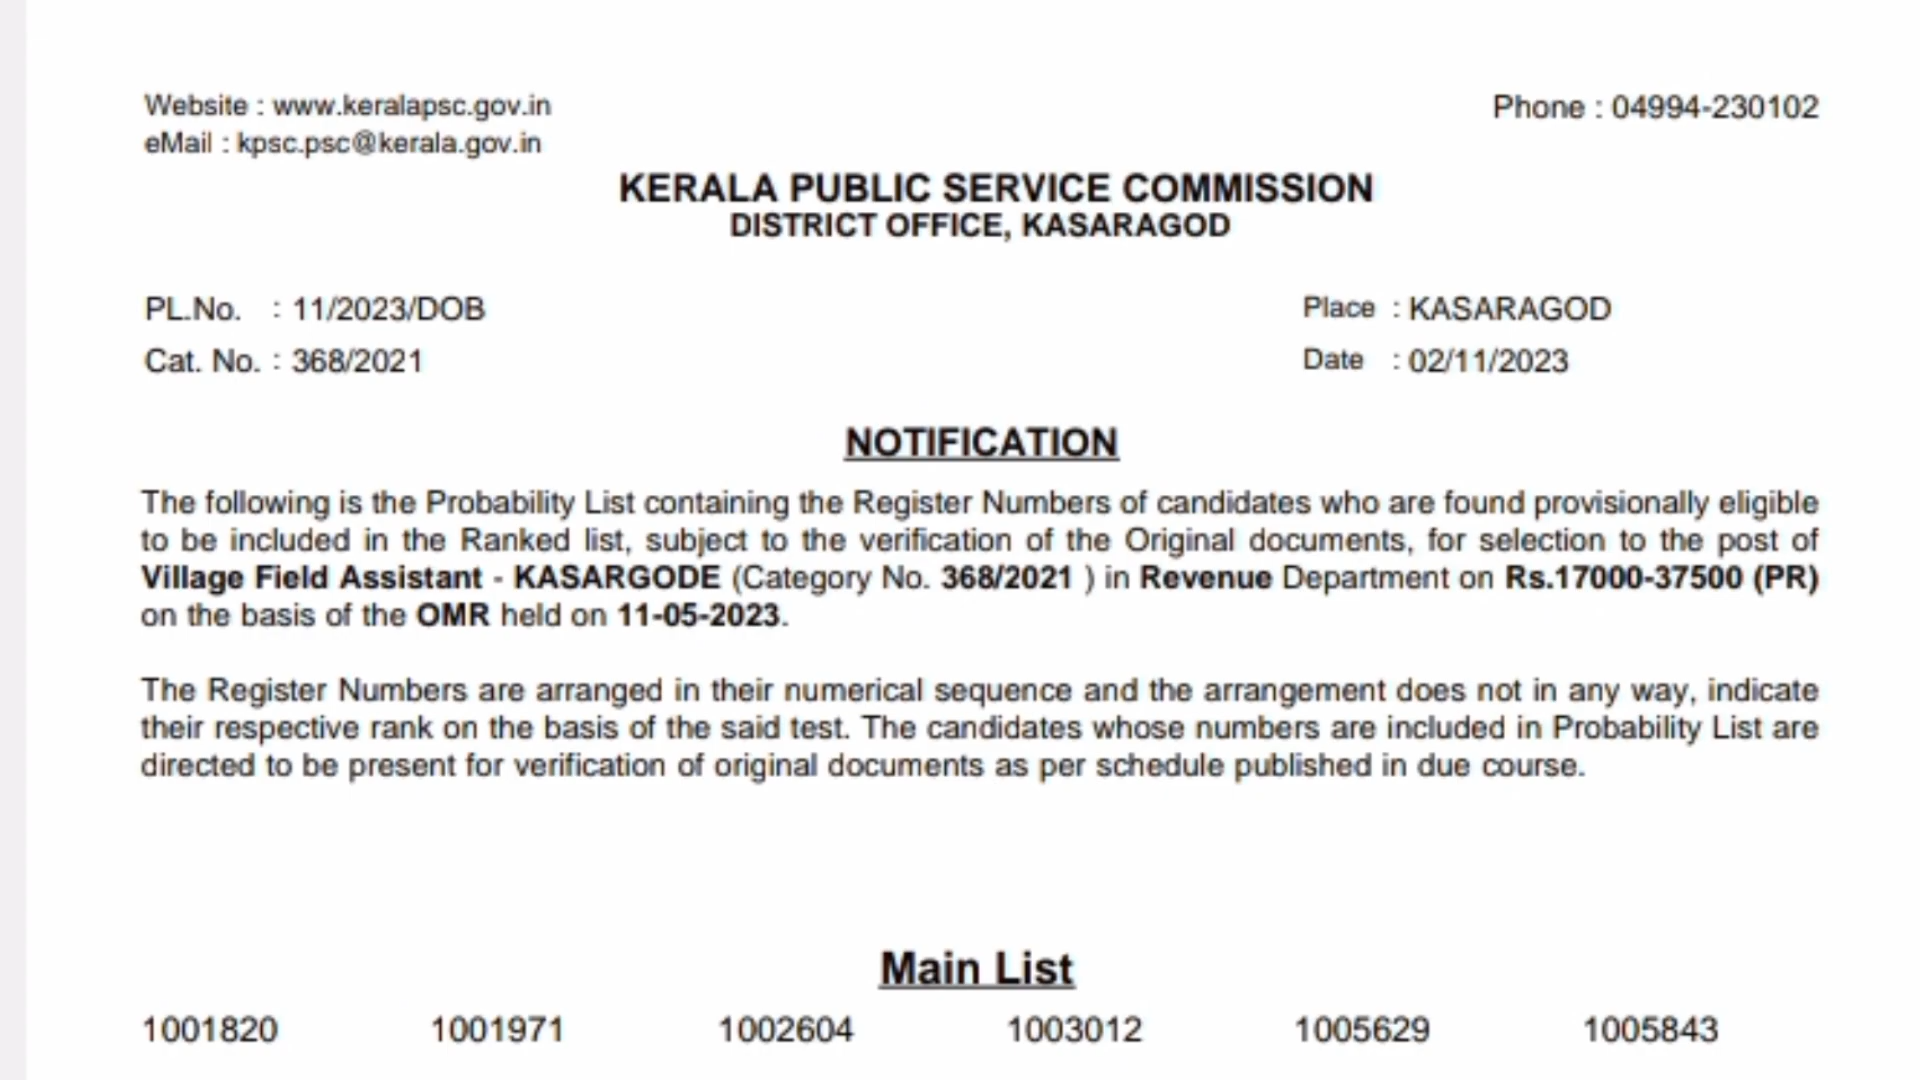 Website : www.keralapsc.gov.in
Phone : 04994-230102
eMail : kpsc.psc@kerala.gov.in
KERALA PUBLIC SERVICE COMMISSION
DISTRICT OFFICE, KASARAGOD
PL.No. : 11/2023/DOB
Place : KASARAGOD
Cat. No. : 368/2021
Date : 02/11/2023
NOTIFICATION
The following is the Probability List containing the Register Numbers of candidates who are found provisionally eligible
to be included in the Ranked list, subject to the verification of the Original documents, for selection to the post of
Village Field Assistant - KASARGODE (Category No. 368/2021 ) in Revenue Department on Rs.17000-37500 (PR)
on the basis of the OMR held on 11-05-2023.
The Register Numbers are arranged in their numerical sequence and the arrangement does not in any way, indicate
their respective rank on the basis of the said test. The candidates whose numbers are included in Probability List are
directed to be present for verification of original documents as per schedule published in due course.
Main List
1001820 1001971 1002604 1003012 1005629 1005843